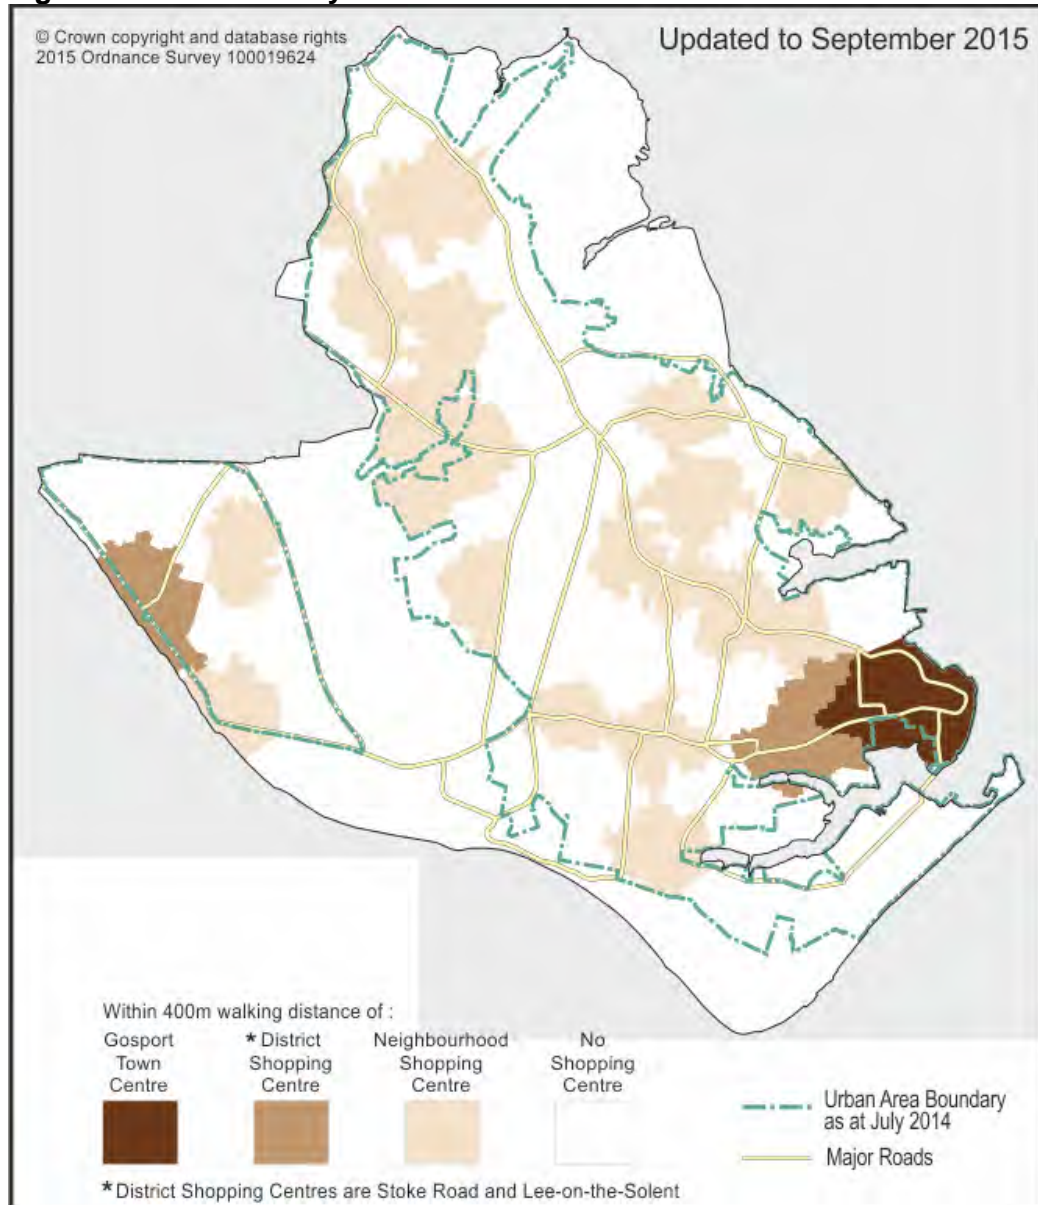 © Crown copyright and database rights
2015 Ordnance Survey 100019624
Updated to September 2015
Within 400m walking distance of :
Gosport
Town
Centre
* District
Shopping
Centre
Neighbourhood
Shopping
Centre
No
Shopping
Centre
Urban Area Boundary
as at July 2014
Major Roads
* District Shopping Centres are Stoke Road and Lee-on-the-Solent